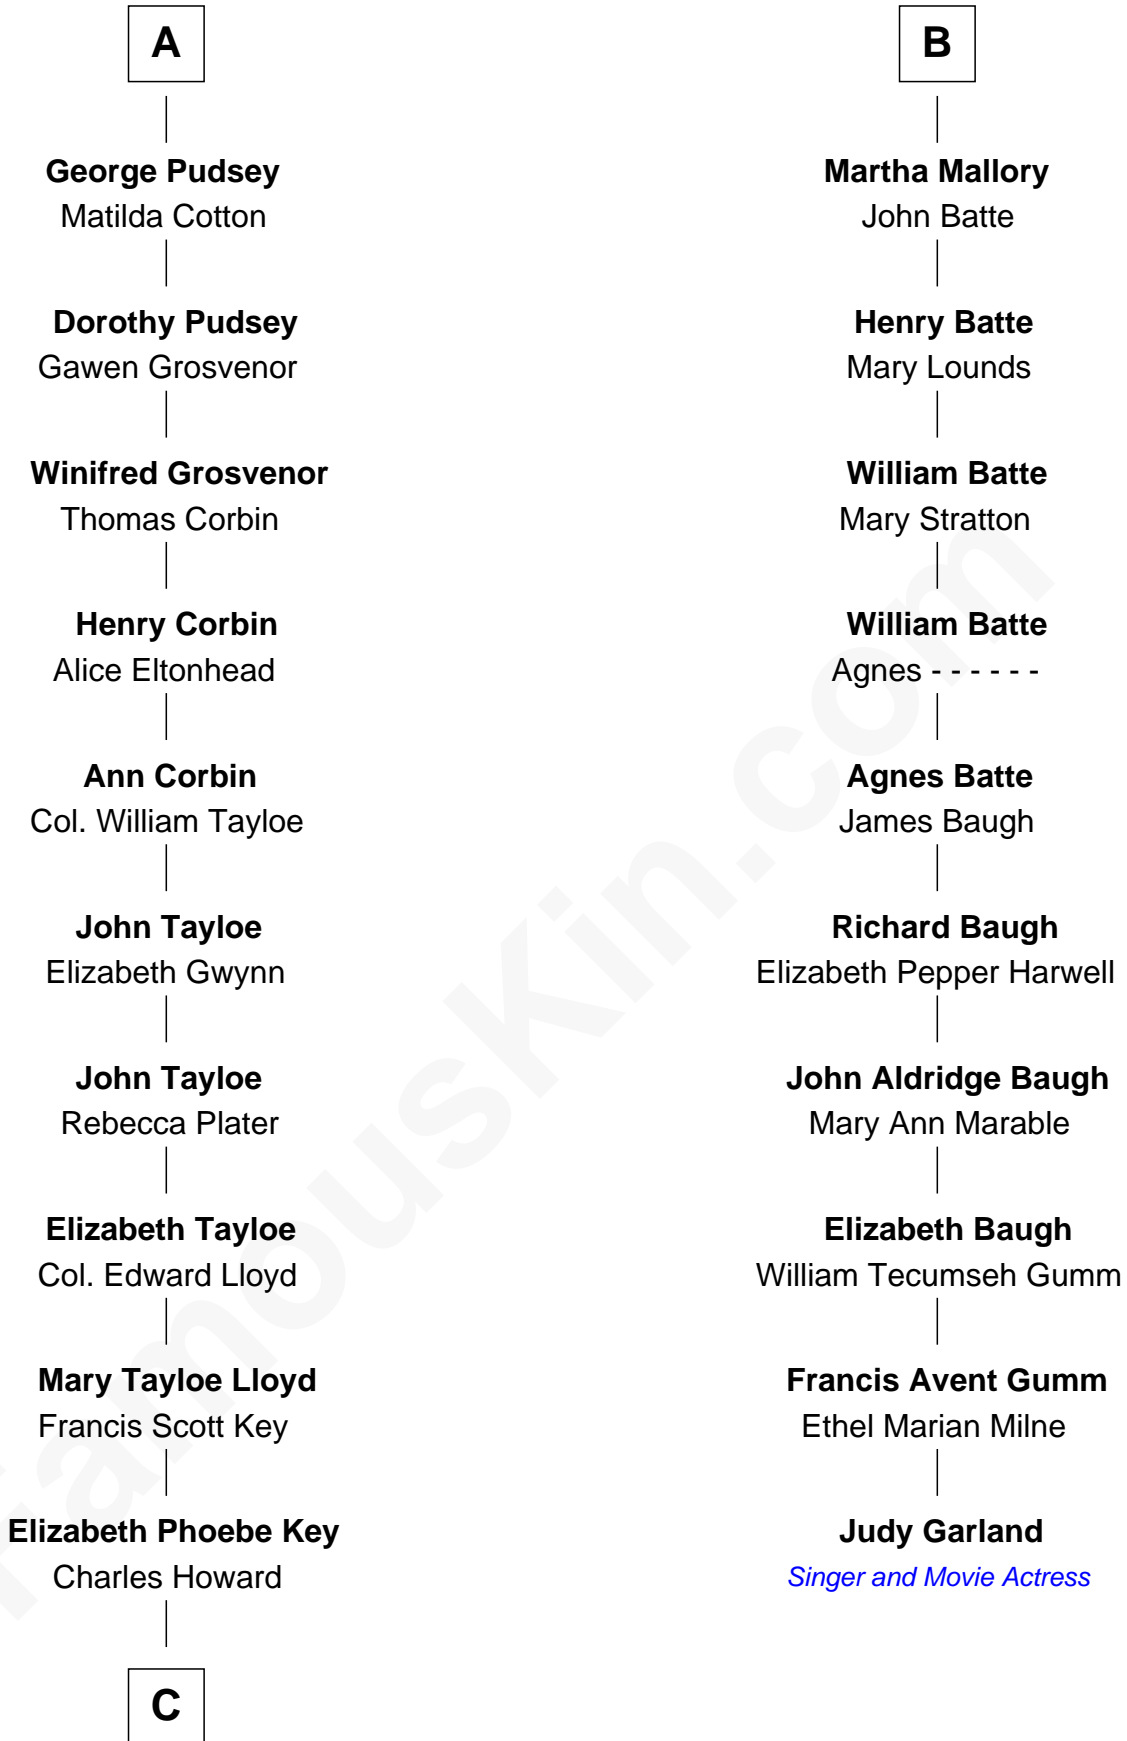 A
George Pudsey
Matilda Cotton
Dorothy Pudsey
Gawen Grosvenor
Winifred Grosvenor
Thomas Corbin
Henry Corbin
Alice Eltonhead
Ann Corbin
Col. William Tayloe
John Tayloe
Elizabeth Gwynn
John Tayloe
Rebecca Plater
Elizabeth Tayloe
Col. Edward Lloyd
Mary Tayloe Lloyd
Francis Scott Key
Elizabeth Phoebe Key
Charles Howard
C
B
Martha Mallory
John Batte
Henry Batte
Mary Lounds
William Batte
Mary Stratton
William Batte
Agnes - - - - - -
Agnes Batte
James Baugh
Richard Baugh
Elizabeth Pepper Harwell
John Aldridge Baugh
Mary Ann Marable
Elizabeth Baugh
William Tecumseh Gumm
Francis Avent Gumm
Ethel Marian Milne
Judy Garland
Singer and Movie Actress
FamousKin.com